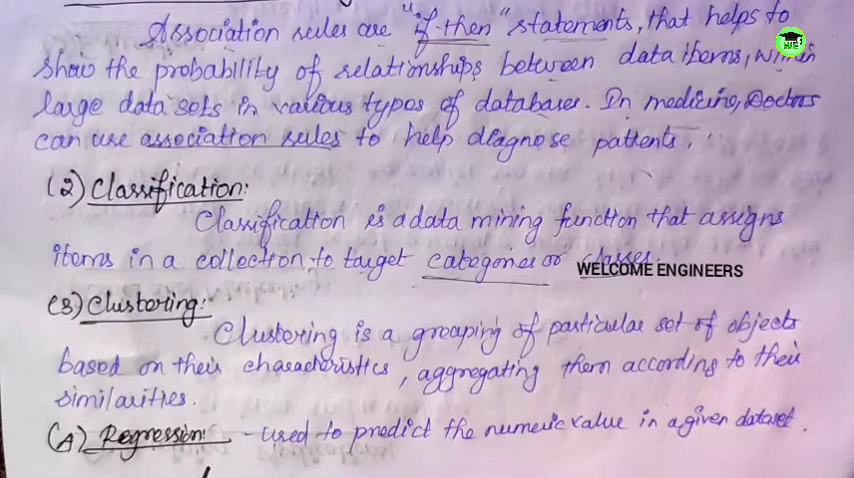 Association rules are "if-then" statements, that helps to
show the probability of relationships between data items, within
large data sets in various types of databases. In medicine, Doctors
can use association rules to help diagnose patients.
(2) Classification:
Classification is a data mining function that assigns
items in a collection to target categories or classes.
WELCOME ENGINEERS
(3) Clustering:
Clustering is a grouping of particular set of objects
based on their characteristics, aggregating them according to their
similarities.
(4) Regression: - used to predict the numeric value in a given dataset.